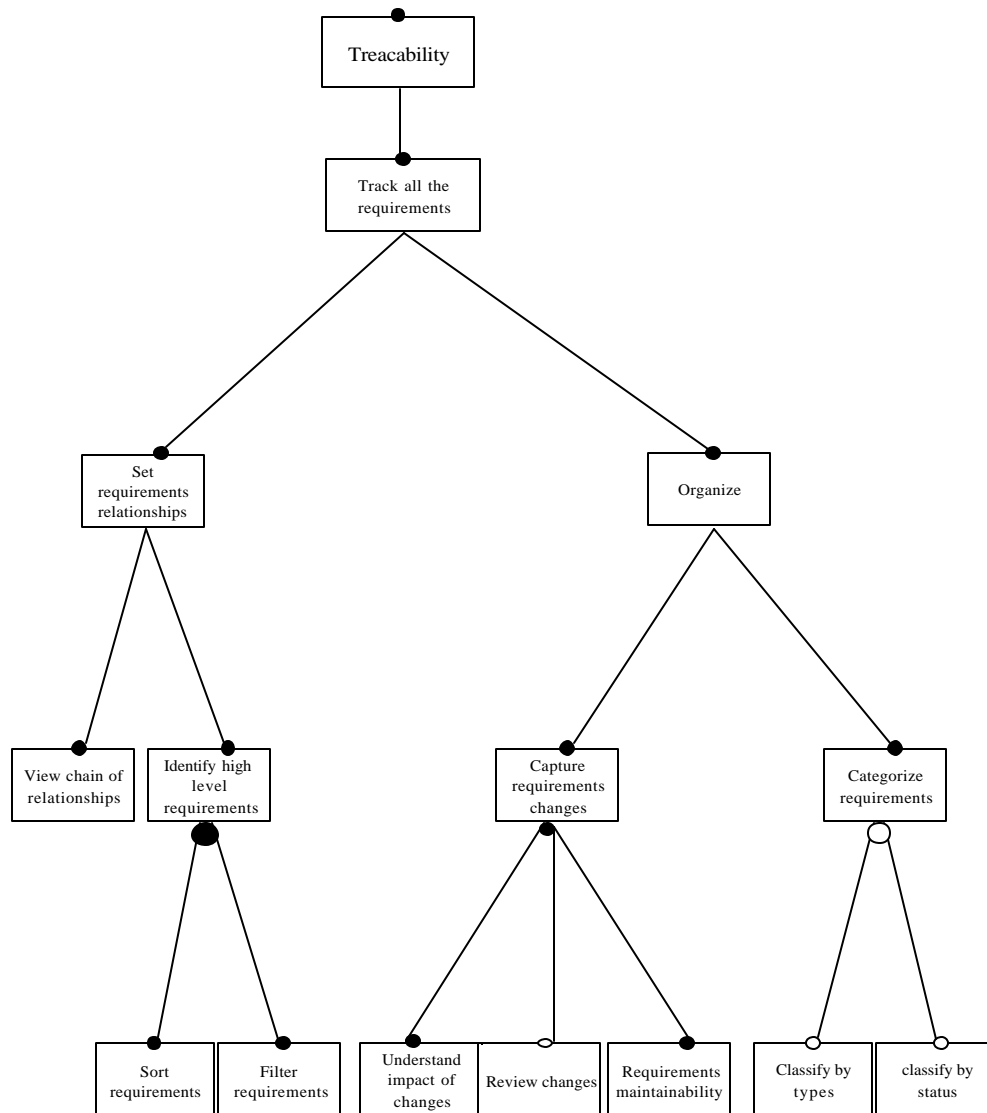 Treacability
Track all the
requirements
Set
requirements
relationships
Organize
View chain of
relationships
Identify high
level
requirements
Capture
requirements
changes
Categorize
requirements
Sort
requirements
Filter
requirements
Understand
impact of
changes
Review changes
Requirements
maintainability
Classify by
types
classify by
status